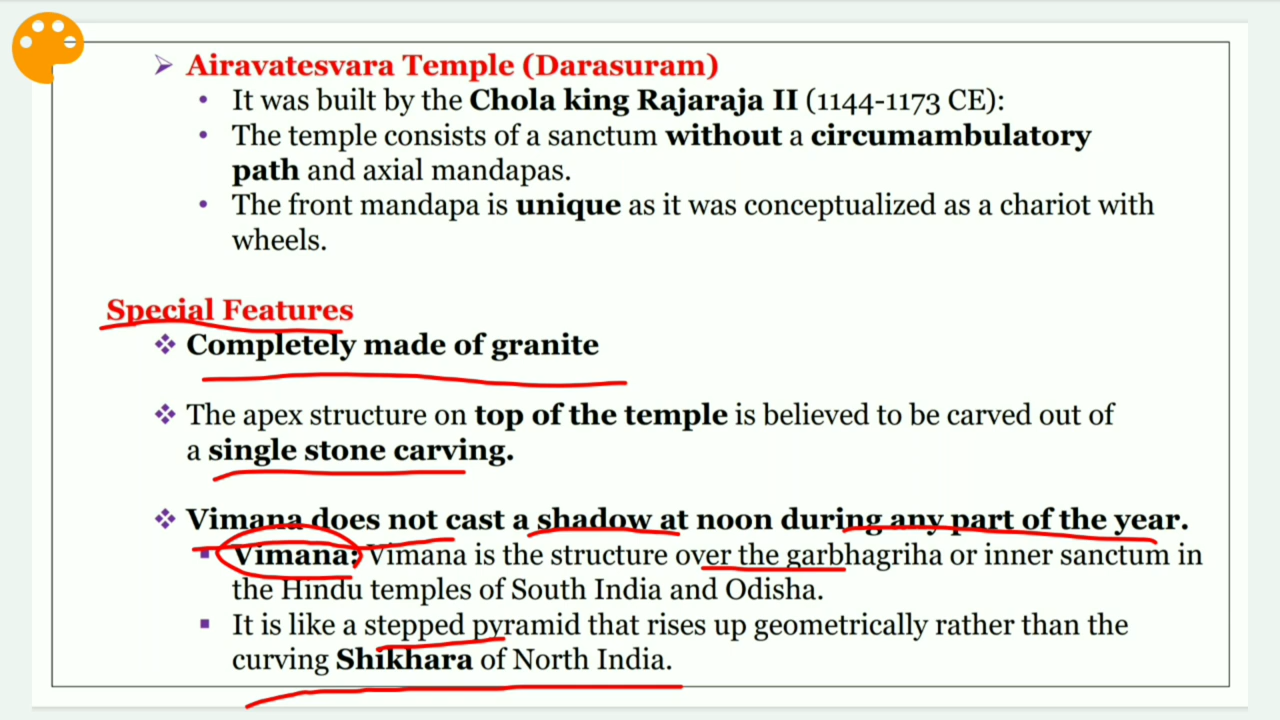 Airavatesvara Temple (Darasuram)
It was built by the Chola king Rajaraja II (1144-1173 CE):
The temple consists of a sanctum without a circumambulatory
path and axial mandapas.
The front mandapa is unique as it was conceptualized as a chariot with
wheels.
Special Features
Completely made of granite
The apex structure on top of the temple is believed to be carved out of
a single stone carving.
Vimana does not cast a shadow at noon during any part of the year.
Vimana: Vimana is the structure over the garbhagriha or inner sanctum in
the Hindu temples of South India and Odisha.
It is like a stepped pyramid that rises up geometrically rather than the
curving Shikhara of North India.